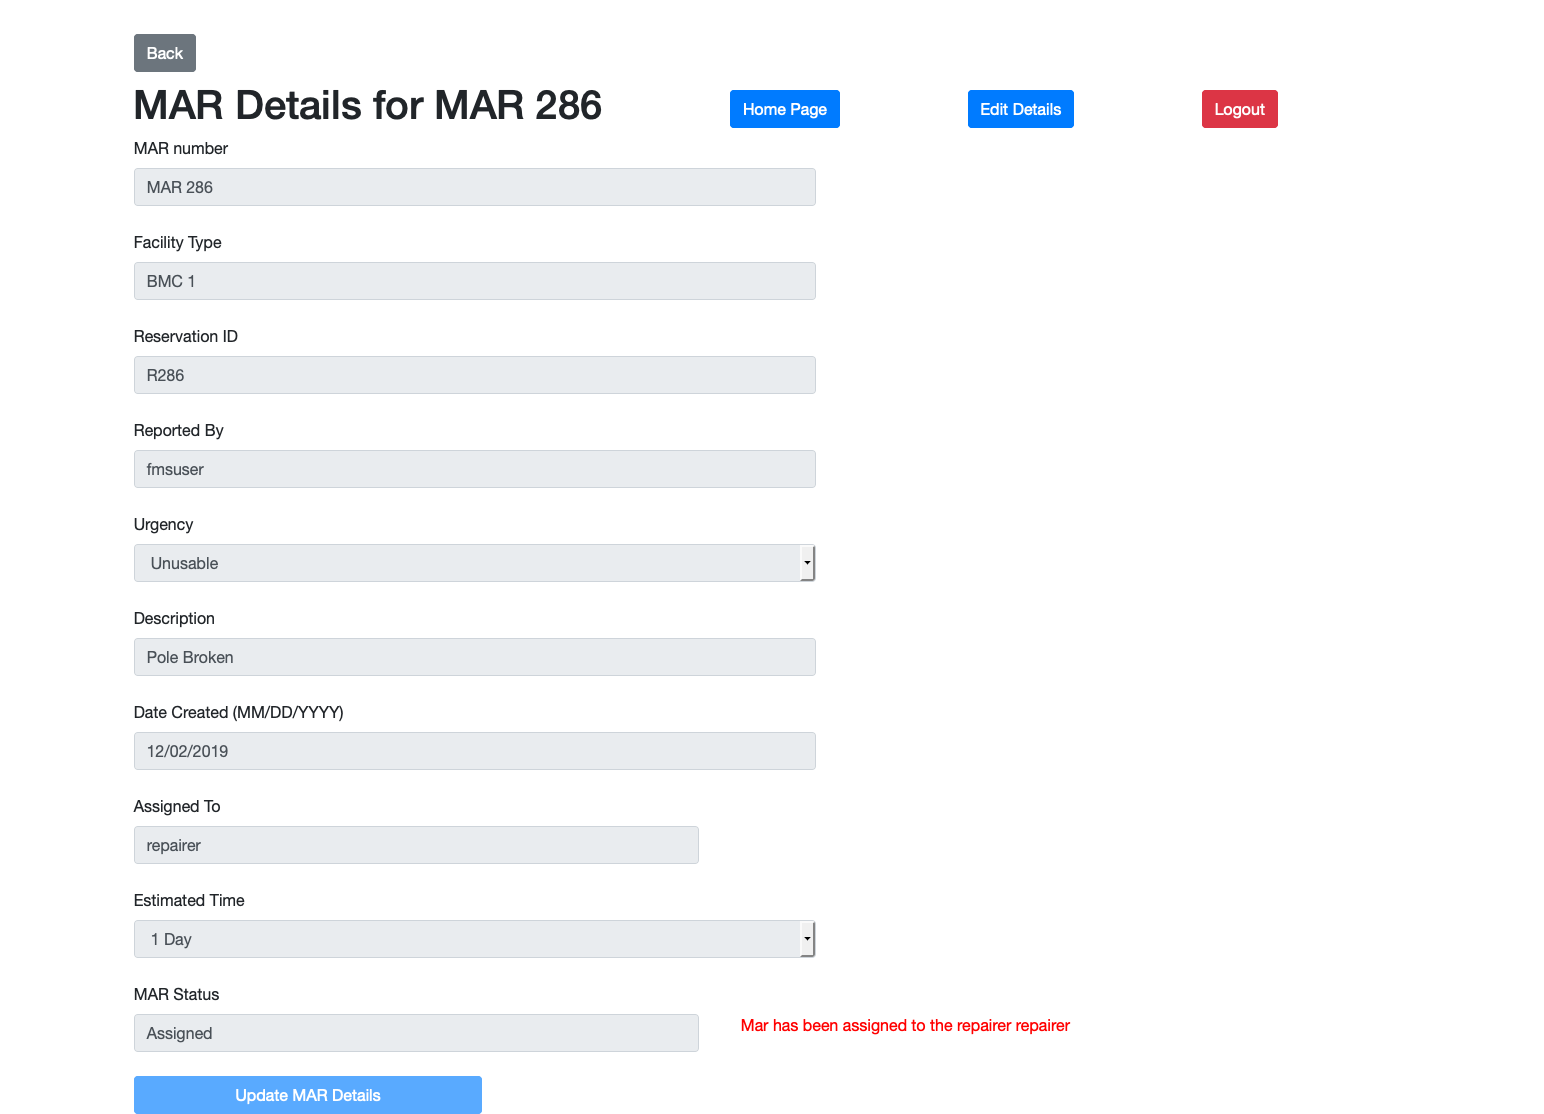 Back
MAR Details for MAR 286
Home Page
Edit Details
Logout
MAR number
MAR 286
Facility Type
BMC 1
Reservation ID
R286
Reported By
fmsuser
Urgency
Unusable
Description
Pole Broken
Date Created (MM/DD/YYYY)
12/02/2019
Assigned To
repairer
Estimated Time
1 Day
MAR Status
Assigned
Mar has been assigned to the repairer repairer
Update MAR Details